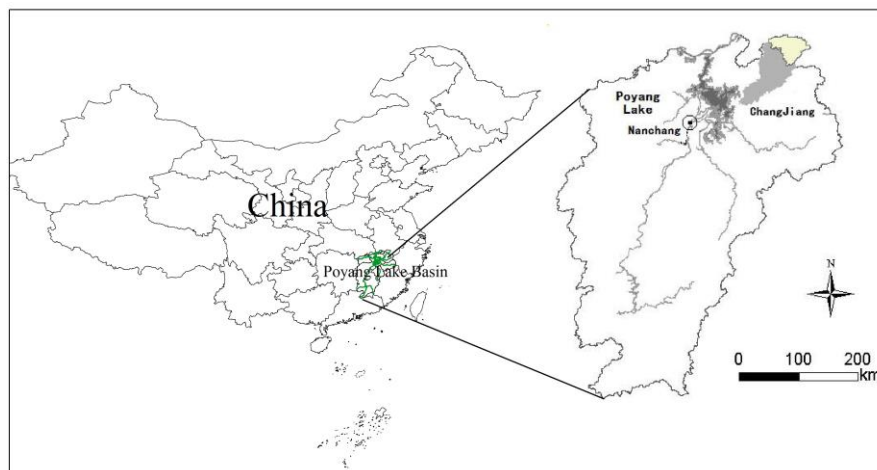 China
Poyang Lake Basin
Poyang
Lake
Nanchang
ChangJiang
N
0 100 200
km